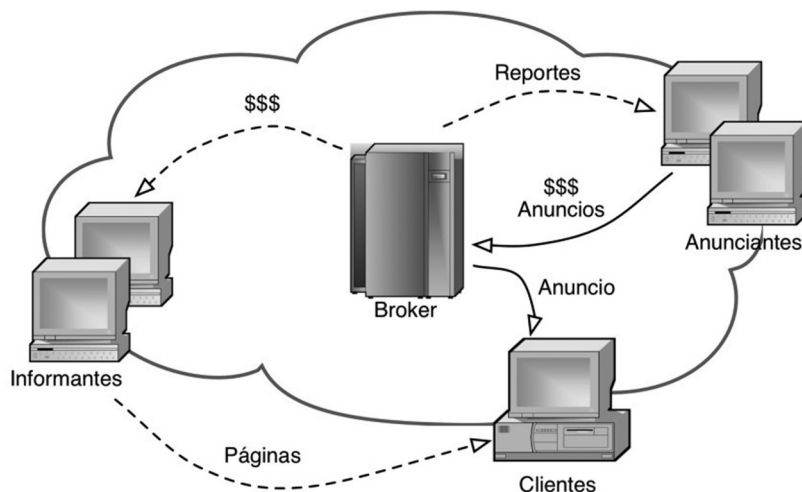 Reportes
$$$
$$$
Anuncios
Anunciantes
Anuncio
Broker
Informantes
Páginas
Clientes